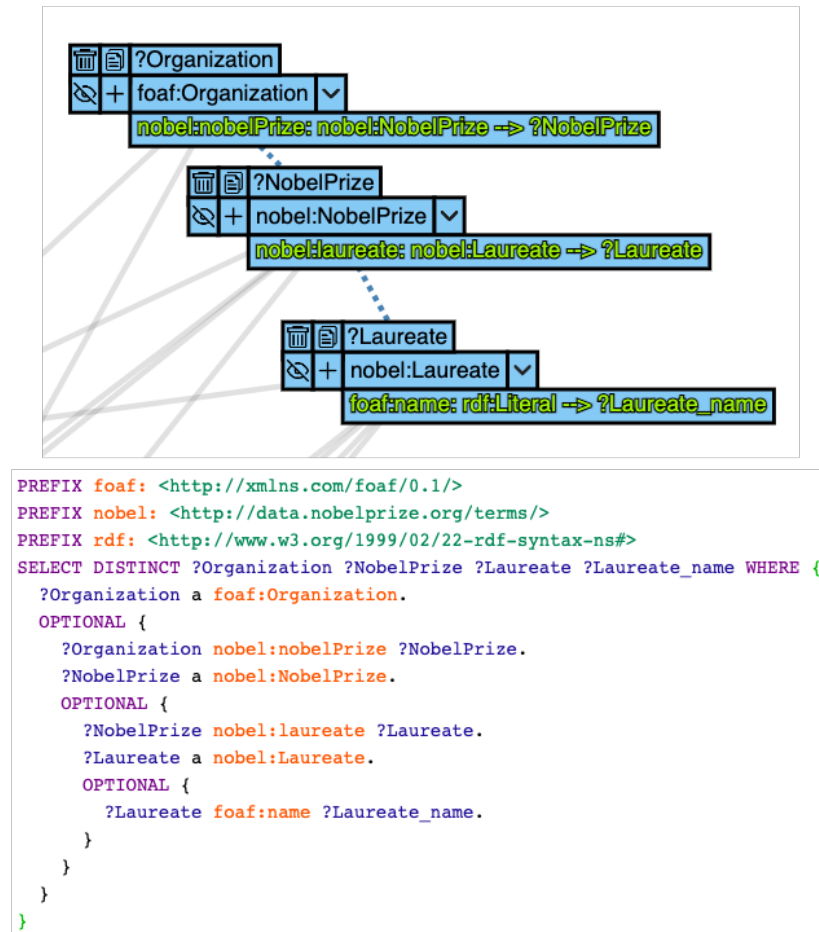 ?Organization
foaf:Organization
nobel:nobelPrize: nobel:NobelPrize --> ?NobelPrize
?NobelPrize
nobel:NobelPrize
nobel:laureate: nobel:Laureate --> ?Laureate
?Laureate
nobel:Laureate
foaf:name: rdf:Literal --> ?Laureate_name
PREFIX foaf: <http://xmlns.com/foaf/0.1/>
PREFIX nobel: <http://data.nobelprize.org/terms/>
PREFIX rdf: <http://www.w3.org/1999/02/22-rdf-syntax-ns#>
SELECT DISTINCT ?Organization ?NobelPrize ?Laureate ?Laureate_name WHERE {
  ?Organization a foaf:Organization.
  OPTIONAL {
    ?Organization nobel:nobelPrize ?NobelPrize.
    ?NobelPrize a nobel:NobelPrize.
    OPTIONAL {
      ?NobelPrize nobel:laureate ?Laureate.
      ?Laureate a nobel:Laureate.
      OPTIONAL {
        ?Laureate foaf:name ?Laureate_name.
      }
    }
  }
}